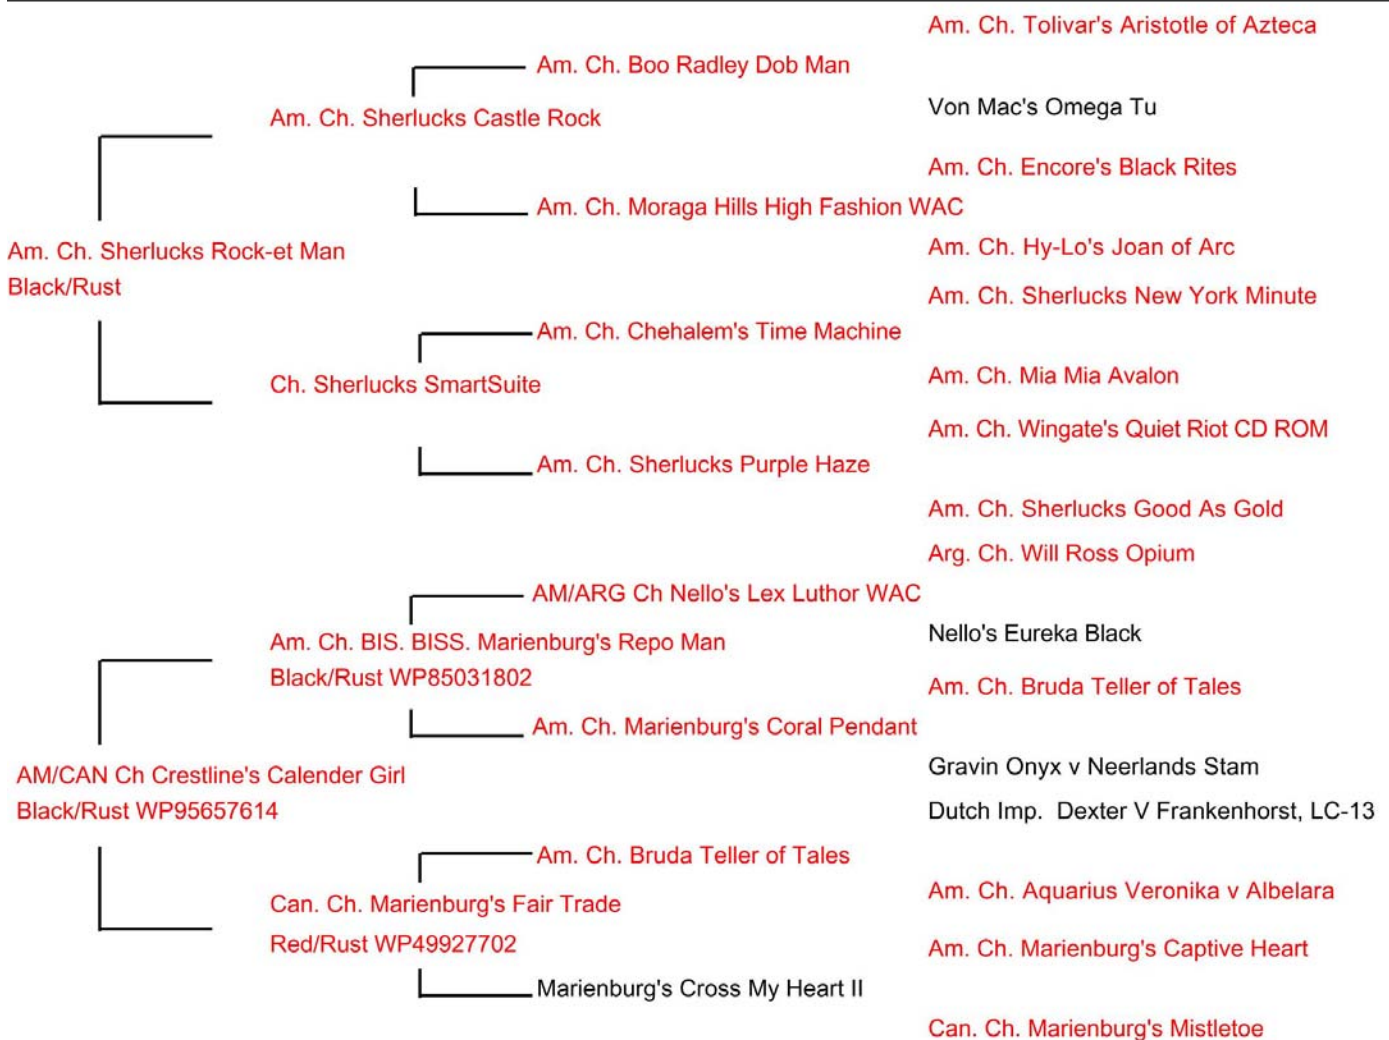 Am. Ch. Tolivar's Aristotle of Azteca
Am. Ch. Boo Radley Dob Man
Von Mac's Omega Tu
Am. Ch. Sherlucks Castle Rock
Am. Ch. Encore's Black Rites
Am. Ch. Moraga Hills High Fashion WAC
Am. Ch. Hy-Lo's Joan of Arc
Am. Ch. Sherlucks Rock-et Man
Black/Rust
Am. Ch. Sherlucks New York Minute
Am. Ch. Chehalem's Time Machine
Am. Ch. Mia Mia Avalon
Ch. Sherlucks SmartSuite
Am. Ch. Wingate's Quiet Riot CD ROM
Am. Ch. Sherlucks Purple Haze
Am. Ch. Sherlucks Good As Gold
Arg. Ch. Will Ross Opium
AM/ARG Ch Nello's Lex Luthor WAC
Nello's Eureka Black
Am. Ch. BIS. BISS. Marienburg's Repo Man
Black/Rust WP85031802
Am. Ch. Bruda Teller of Tales
Am. Ch. Marienburg's Coral Pendant
Gravin Onyx v Neerlands Stam
AM/CAN Ch Crestline's Calender Girl
Black/Rust WP95657614
Dutch Imp.  Dexter V Frankenhorst, LC-13
Am. Ch. Bruda Teller of Tales
Am. Ch. Aquarius Veronika v Albelara
Can. Ch. Marienburg's Fair Trade
Red/Rust WP49927702
Am. Ch. Marienburg's Captive Heart
Marienburg's Cross My Heart II
Can. Ch. Marienburg's Mistletoe